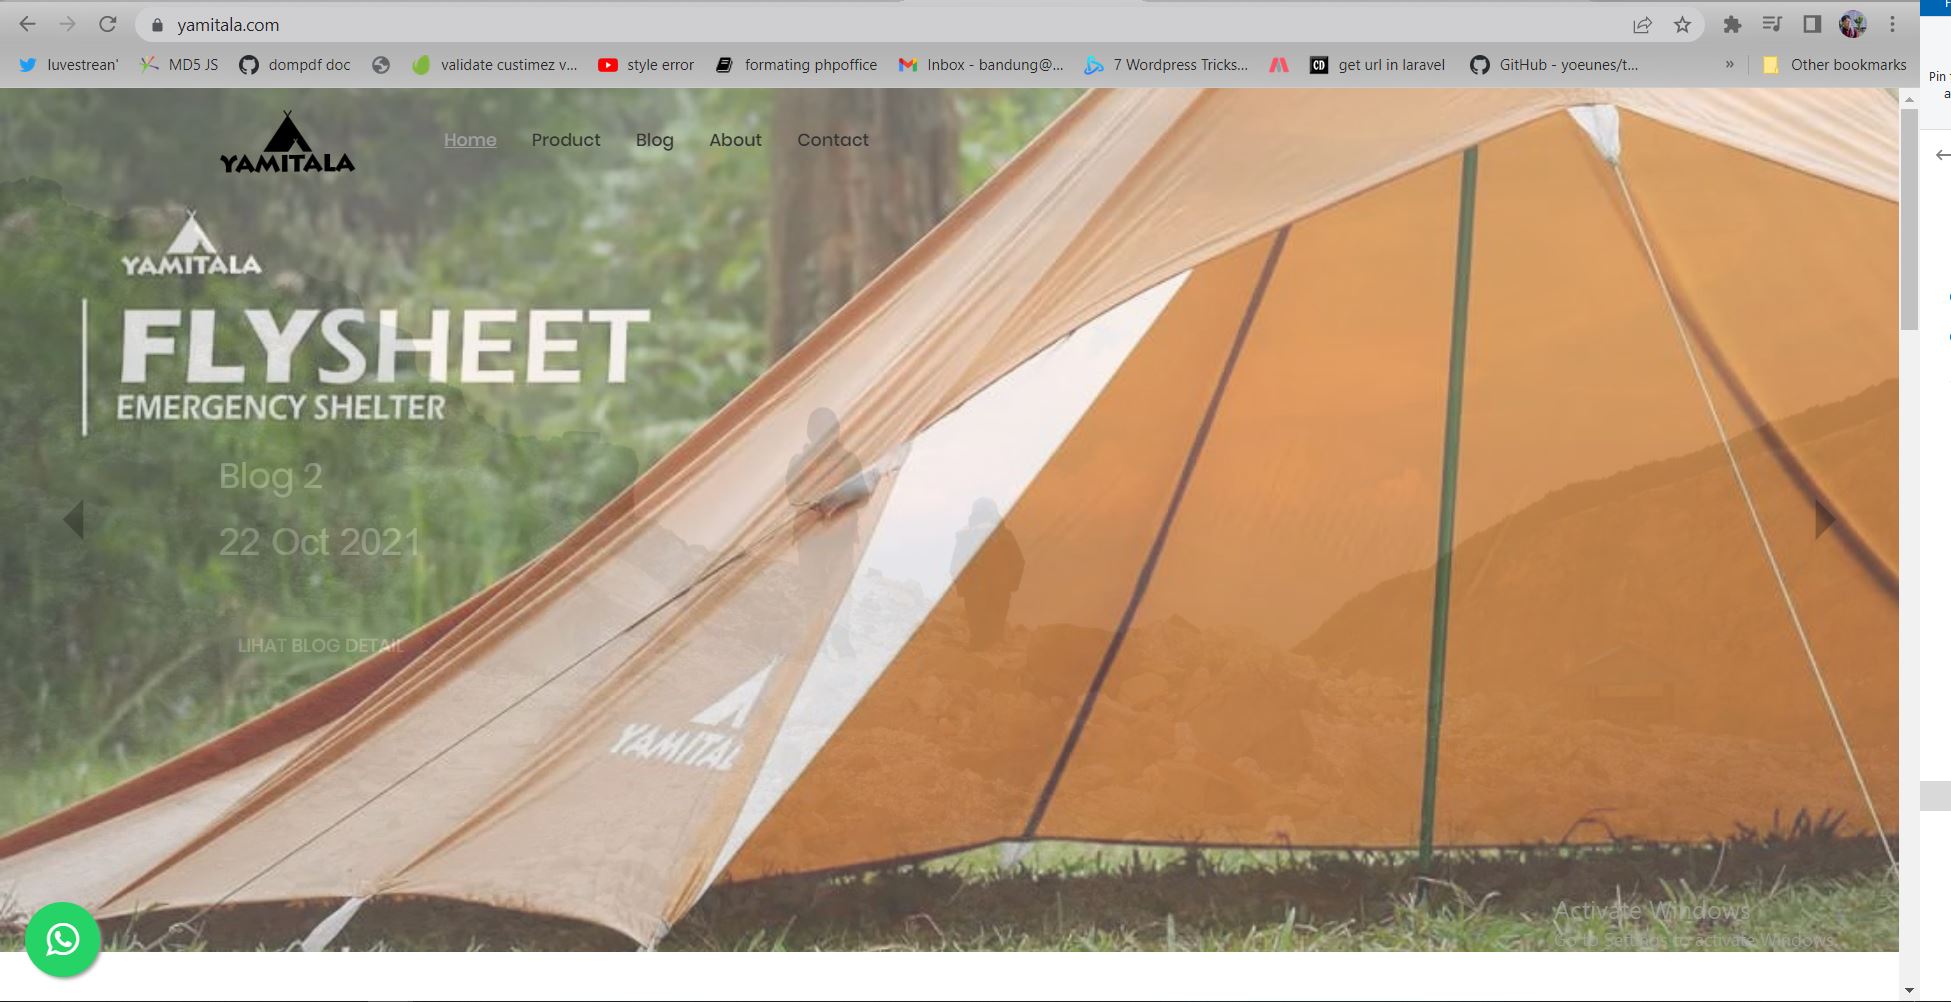 yamitala.com
luvestrean'
MD5 JS
dompdf doc
validate custimez v...
style error
formating phpoffice
Inbox - bandung@...
7 Wordpress Tricks...
CD
get url in laravel
GitHub - yoeunes/t...
»
Other bookmarks
Pin
a
YAMITALA
Home
Product
Blog
About
Contact
YAMITALA
FLYSHEET
EMERGENCY SHELTER
Blog 2
22 Oct 2021
LIHAT BLOG DETAIL
YAMITAL
Activate Windows
Go to Settings to activate Windows.